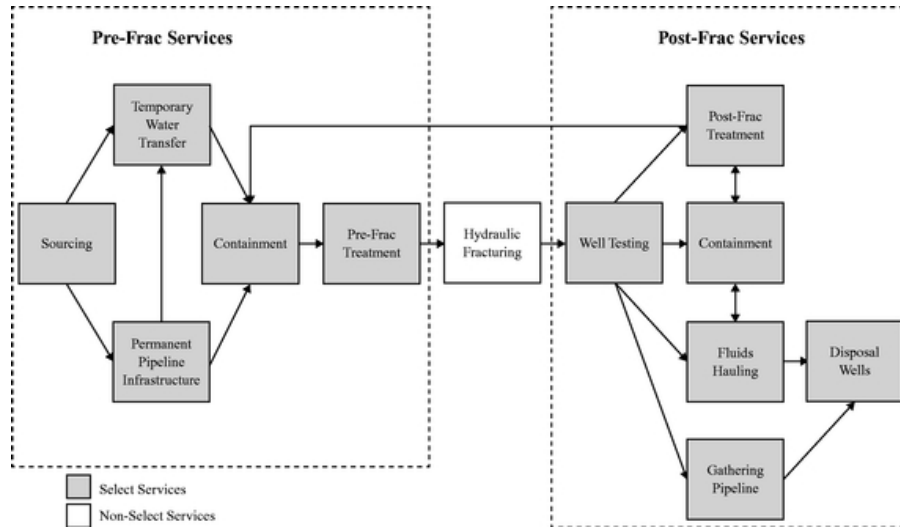 Pre-Frac Services
Post-Frac Services
Temporary
Water
Transfer
Post-Frac
Treatment
Sourcing
Containment
Pre-Frac
Treatment
Hydraulic
Fracturing
Well Testing
Containment
Permanent
Pipeline
Infrastructure
Fluids
Hauling
Disposal
Wells
Gathering
Pipeline
Select Services
Non-Select Services